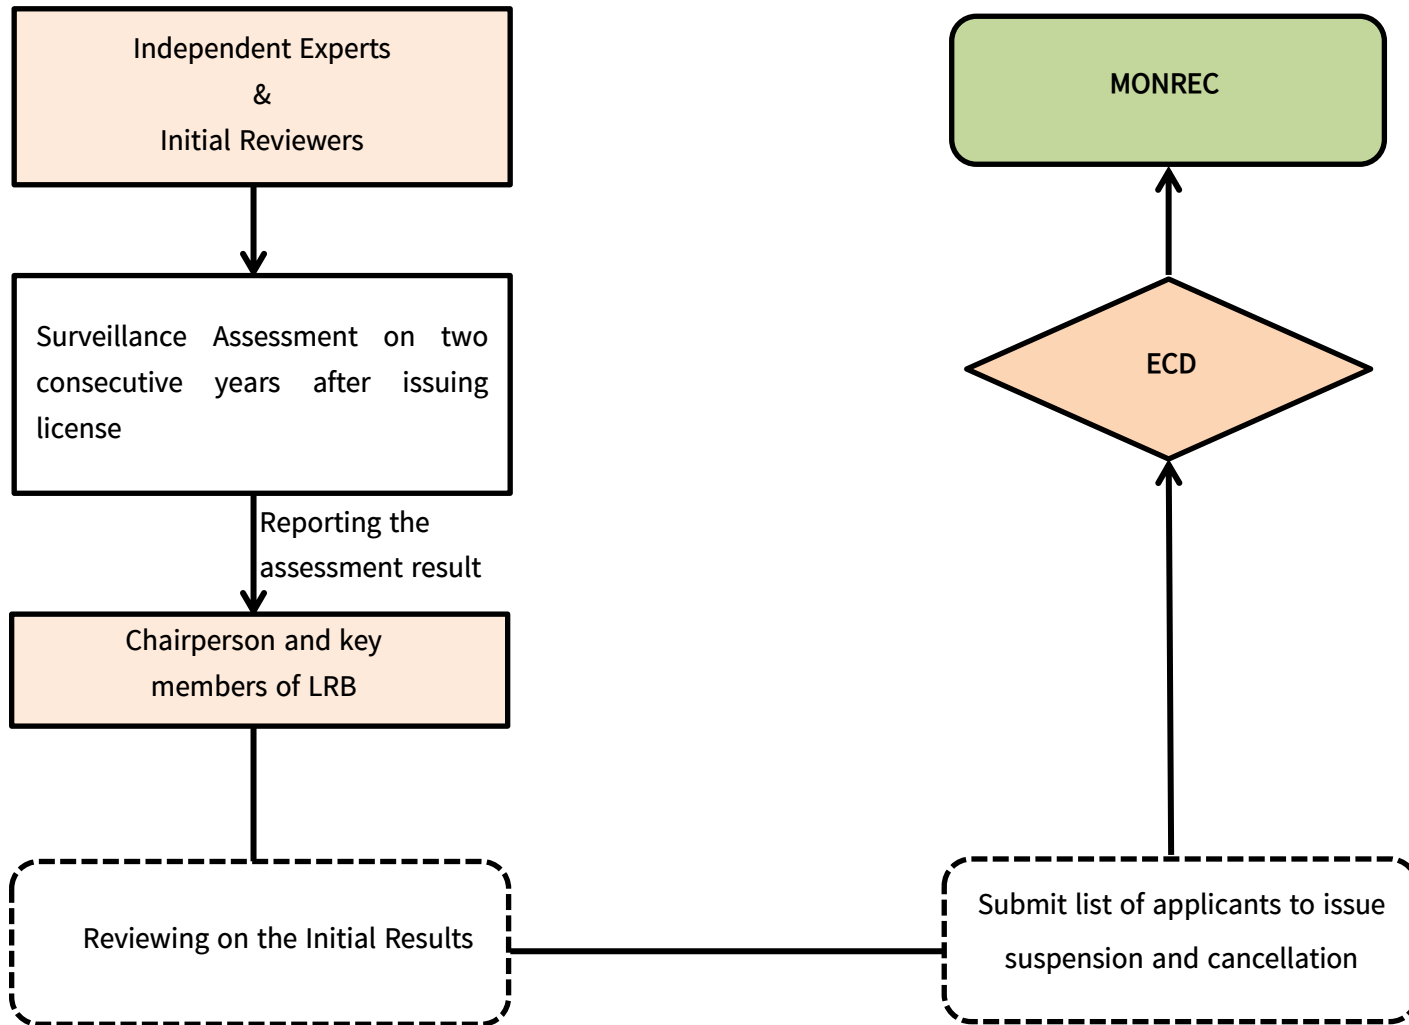 Independent Experts
&
Initial Reviewers
Surveillance Assessment on two
consecutive years after issuing
license
Reporting the
assessment result
Chairperson and key
members of LRB
Reviewing on the Initial Results
Submit list of applicants to issue
suspension and cancellation
ECD
MONREC